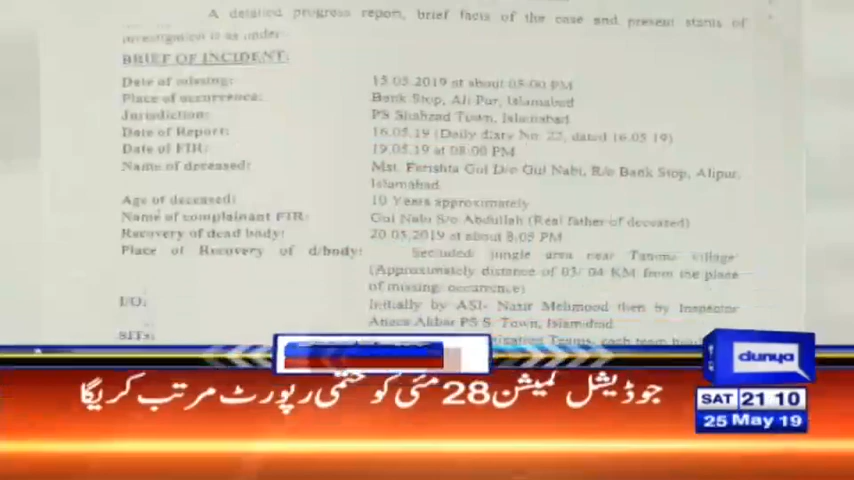 A detailed progress report, brief facts of the case and present status of
investigation is as under
BRIEF OF INCIDENT:
Date of missing: 15.05.2019 at about 05:00 PM
Place of occurrence: Bank Stop, Ali Pur, Islamabad
Jurisdiction: PS Shahzad Town, Islamabad
Date of Report: 16.05.19 (Daily diary No. 22, dated 16.05.19)
Date of FIR: 19.05.19 at 08:00 PM
Name of deceased: Mst. Farishta Gul D/o Gul Nabi, R/o Bank Stop, Alipur,
Islamabad
Age of deceased: 10 Years approximately
Name of complainant FIR: Gul Nabi S/o Abdullah (Real father of deceased)
Recovery of dead body: 20.05.2019 at about 8:05 PM
Place of Recovery of d/body: Secluded jungle area near Tamma village
(Approximately distance of 03/ 04 KM from the place
of missing/ occurrence)
I/O: Initially by ASI- Nasir Mehmood then by Inspector
Aneea Akbar PS S. Town, Islamabad
SITs: Teams, each team
dunya
جوڈیشل کمیشن 28 مئی کو حتمی رپورٹ مرتب کریگا
SAT 21 10
25 May 19